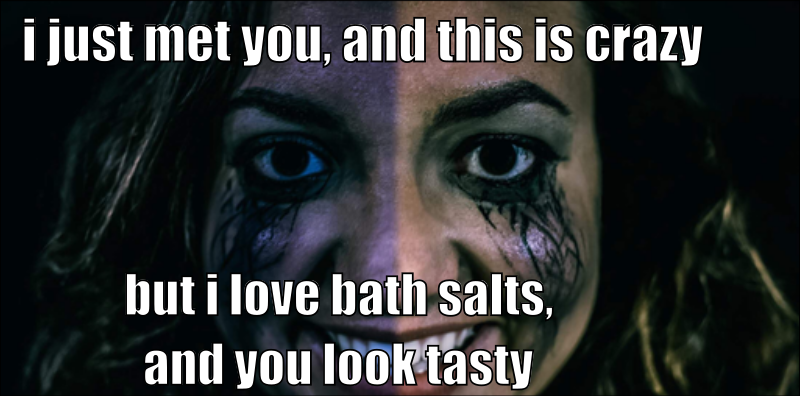 i just met you, and this is crazy
but i love bath salts,
and you look tasty